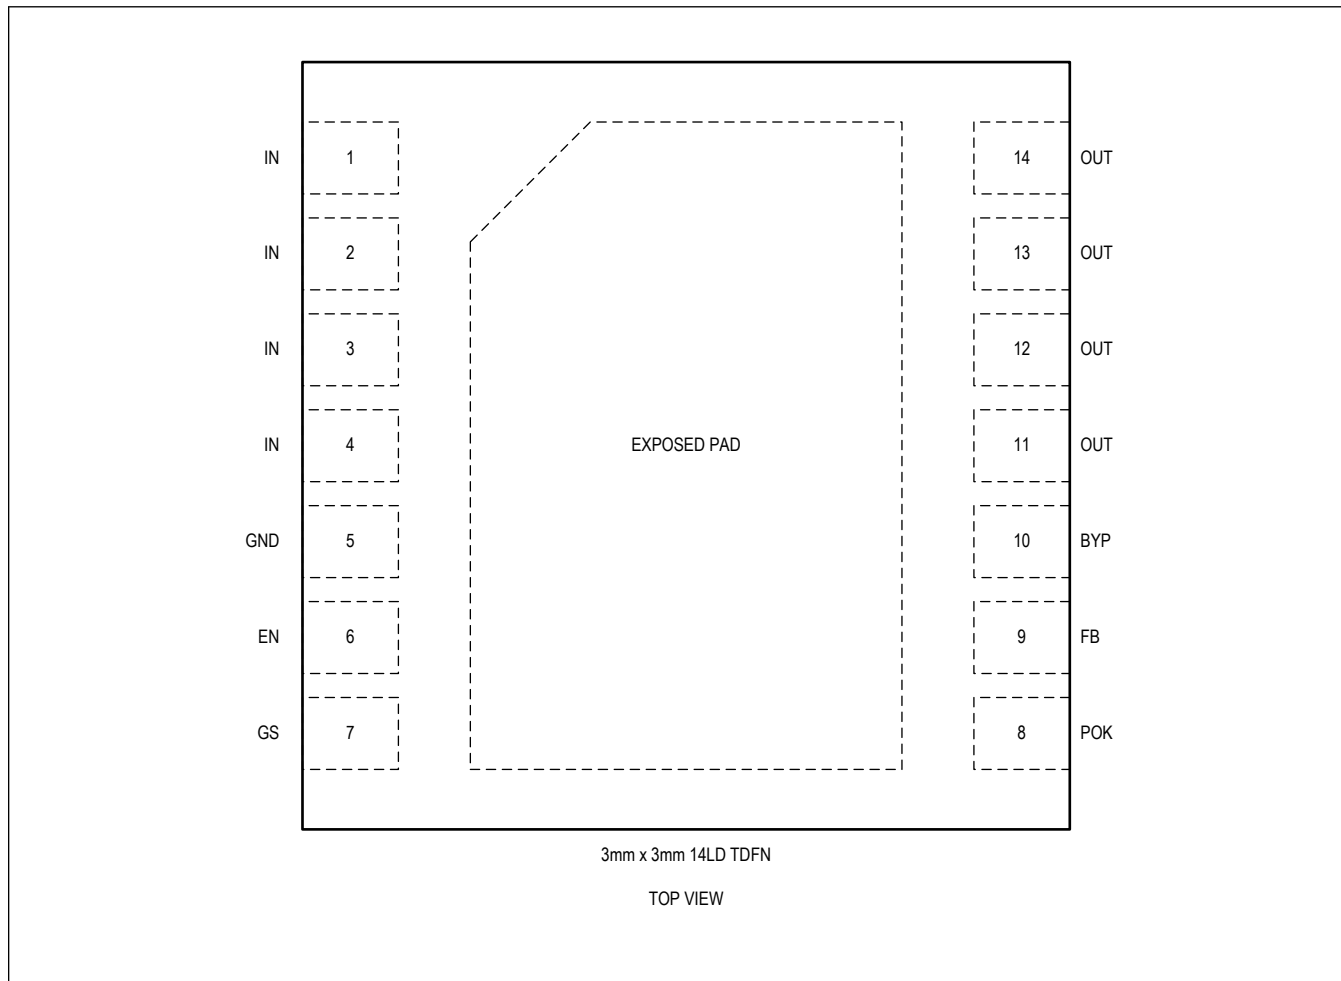 IN 1 14 OUT
IN 2 13 OUT
IN 3 12 OUT
IN 4 EXPOSED PAD 11 OUT
GND 5 10 BYP
EN 6 9 FB
GS 7 8 POK
3mm x 3mm 14LD TDFN
TOP VIEW